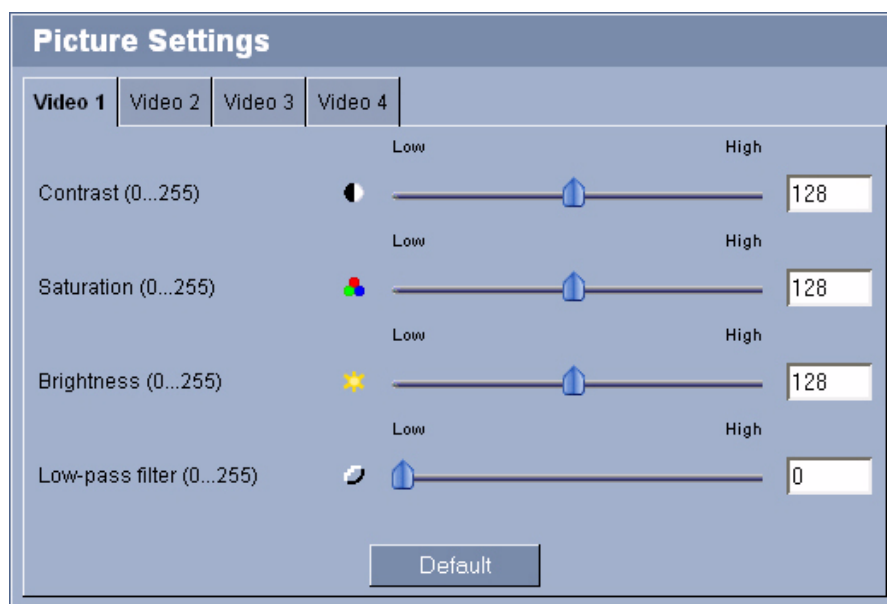 Picture Settings
Video 1 Video 2 Video 3 Video 4
Low High
Contrast (0...255) 128
Low High
Saturation (0...255) 128
Low High
Brightness (0...255) 128
Low High
Low-pass filter (0...255) 0
Default